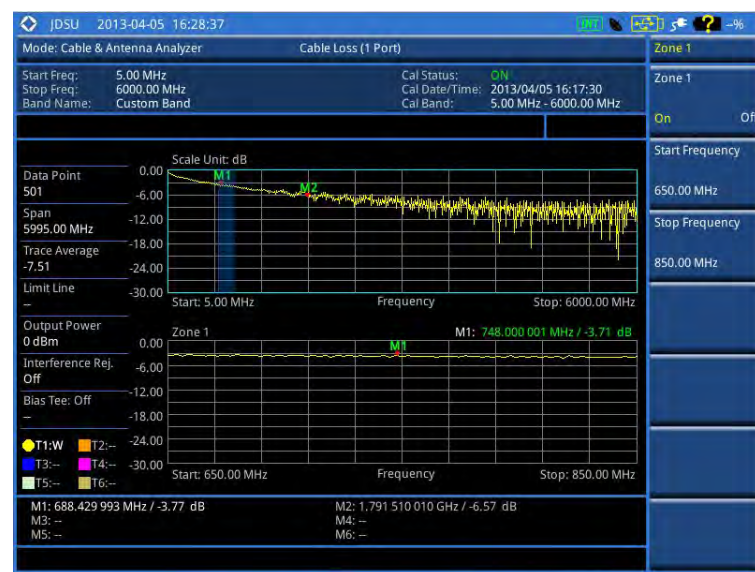 JDSU 2013-04-05 16:28:37 INT ? --%
Mode: Cable & Antenna Analyzer Cable Loss (1 Port) Zone 1
Start Freq: 5.00 MHz Cal Status: ON
Stop Freq: 6000.00 MHz Cal Date/Time: 2013/04/05 16:17:30
Band Name: Custom Band Cal Band: 5.00 MHz - 6000.00 MHz
Zone 1
On Off
Start Frequency
650.00 MHz
Stop Frequency
850.00 MHz
Data Point
501
Span
5995.00 MHz
Trace Average
-7.51
Limit Line
--
Output Power
0 dBm
Interference Rej.
Off
Bias Tee: Off
--
T1:W T2:--
T3:-- T4:--
T5:-- T6:--
Scale Unit: dB
0.00
-6.00
-12.00
-18.00
-24.00
-30.00
M1 M2
Start: 5.00 MHz Frequency Stop: 6000.00 MHz
Zone 1 M1: 748.000 001 MHz / -3.71 dB
0.00
-6.00
-12.00
-18.00
-24.00
-30.00
M1
Start: 650.00 MHz Frequency Stop: 850.00 MHz
M1: 688.429 993 MHz / -3.77 dB M2: 1.791 510 010 GHz / -6.57 dB
M3: -- M4: --
M5: -- M6: --